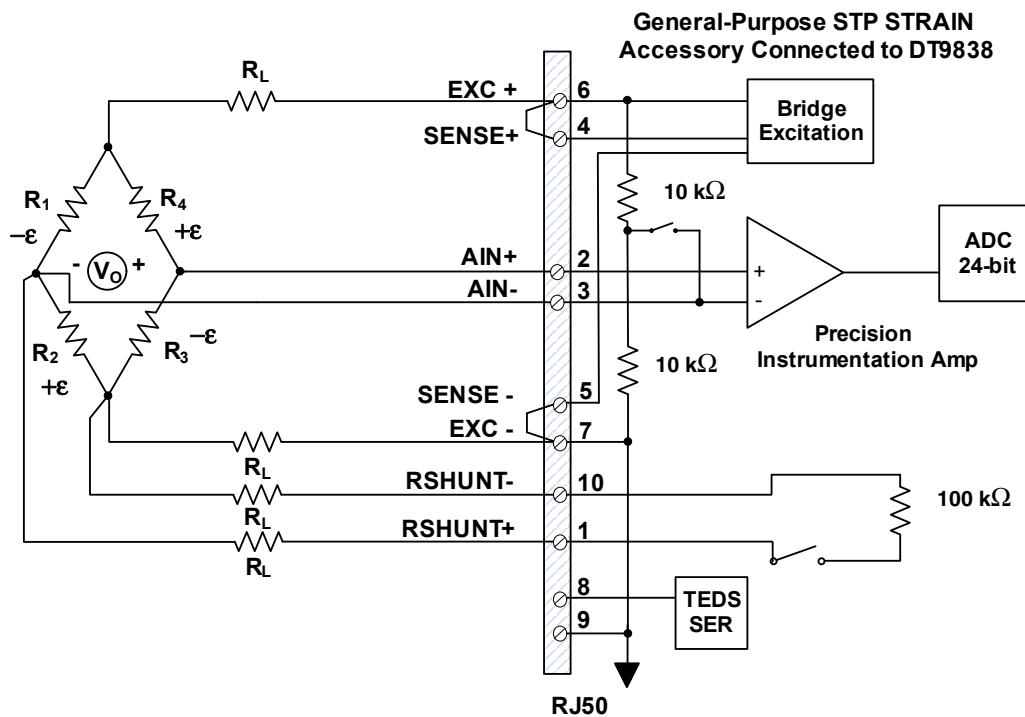 General-Purpose STP STRAIN
Accessory Connected to DT9838
R_L
EXC +
6
SENSE+
4
Bridge
Excitation
R_1
R_4
−ε
+ε
10 kΩ
- V_O +
AIN+
2
AIN-
3
+
-
ADC
24-bit
R_2
R_3
−ε
+ε
10 kΩ
Precision
Instrumentation Amp
SENSE -
5
EXC -
7
R_L
RSHUNT-
10
R_L
100 kΩ
RSHUNT+
1
R_L
8
TEDS
SER
9
RJ50